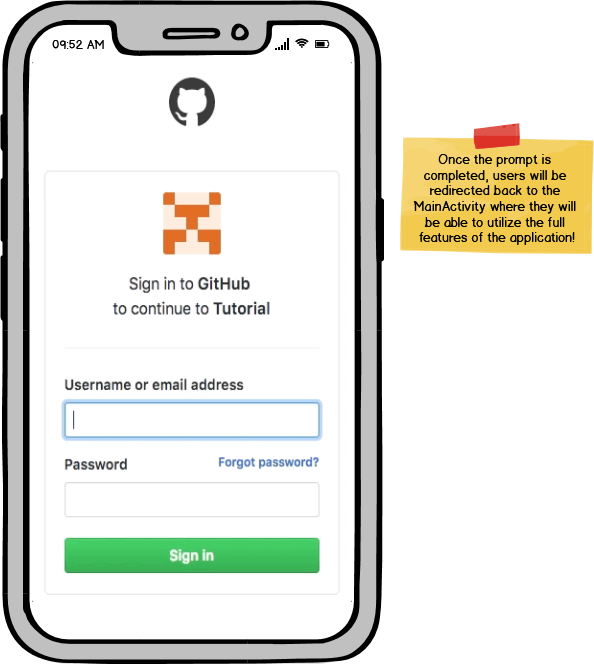 09:52 AM
Once the prompt is
completed, users will be
redirected back to the
MainActivity where they will
be able to utilize the full
features of the application!
Sign in to GitHub
to continue to Tutorial
Username or email address
Password
Forgot password?
Sign in